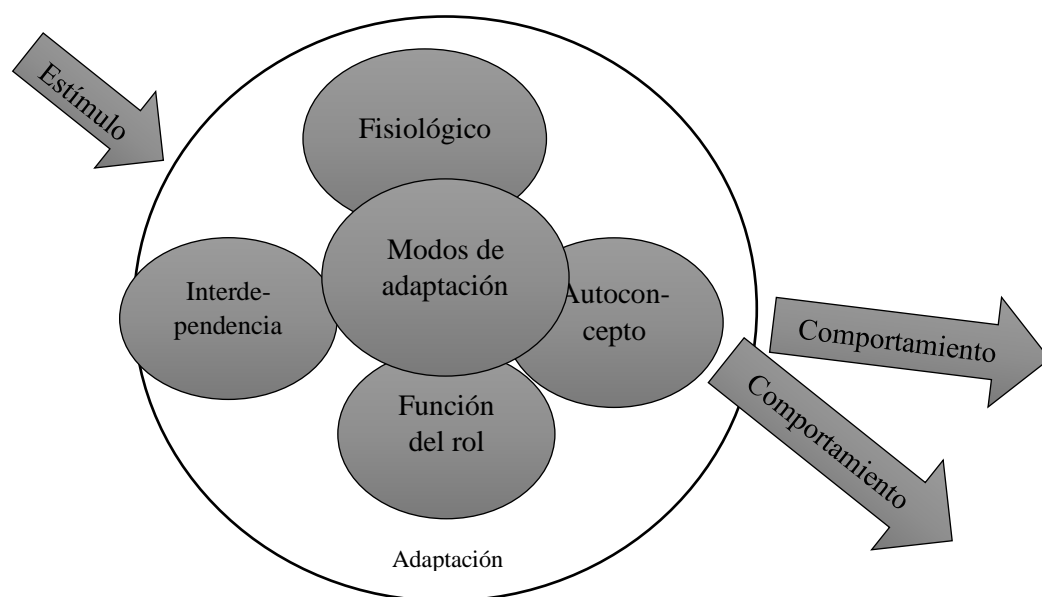 Estímulo
Fisiológico
Modos de
adaptación
Interde-
pendencia
Autocon-
cepto
Función
del rol
Comportamiento
Comportamiento
Adaptación